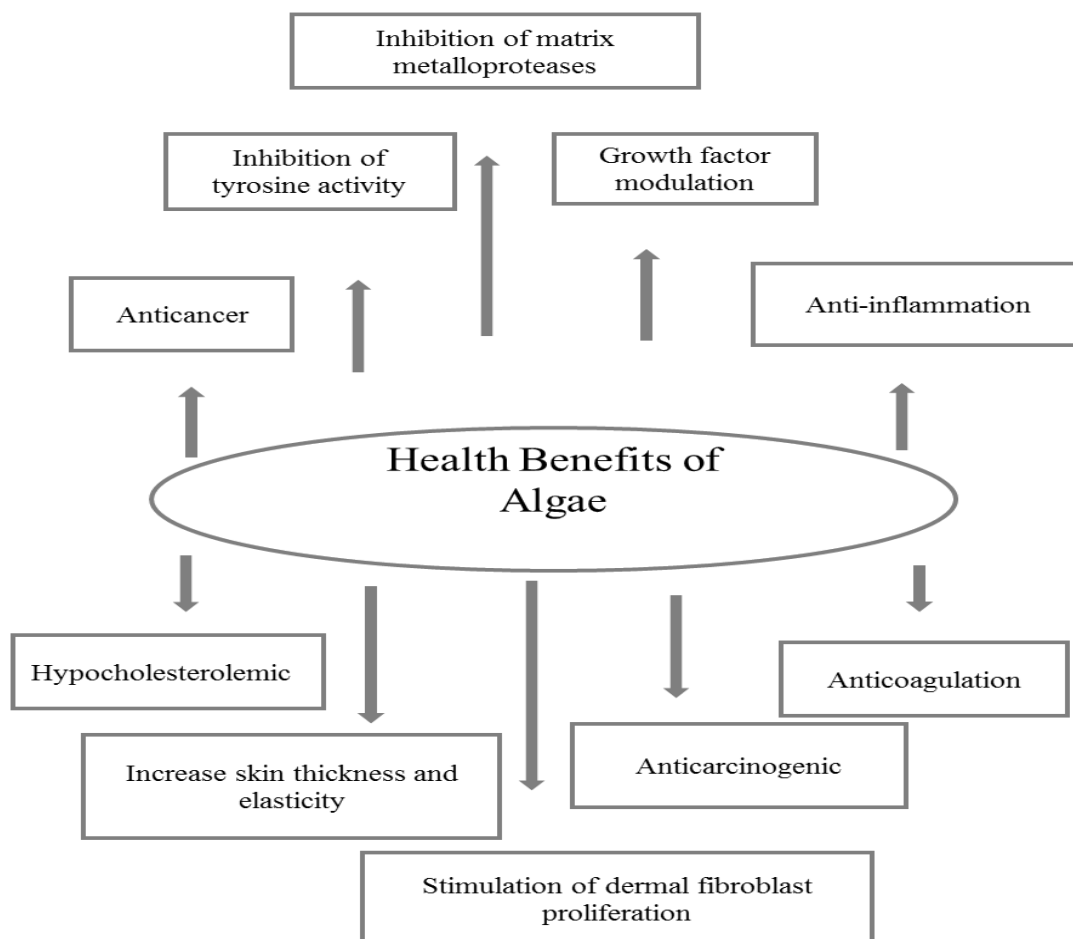 Inhibition of matrix
metalloproteases
Inhibition of
tyrosine activity
Growth factor
modulation
Anticancer
Anti-inflammation
Health Benefits of
Algae
Hypocholesterolemic
Anticoagulation
Increase skin thickness and
elasticity
Anticarcinogenic
Stimulation of dermal fibroblast
proliferation